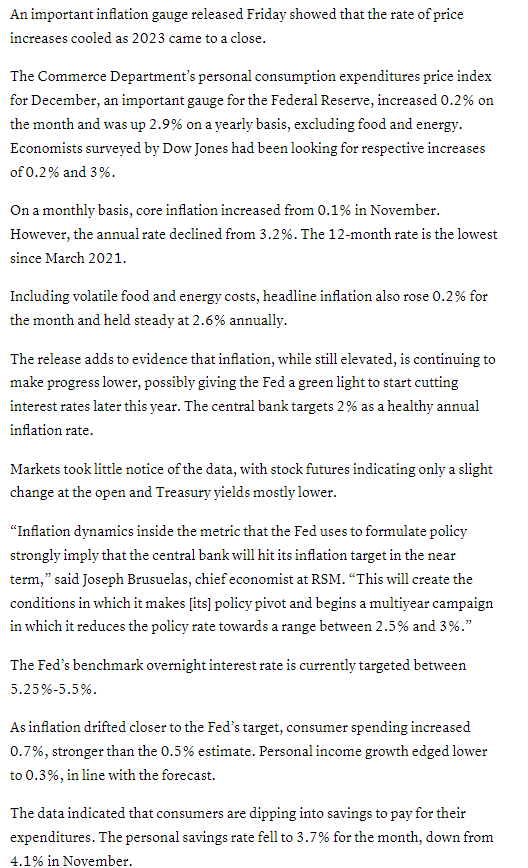 An important inflation gauge released Friday showed that the rate of price
increases cooled as 2023 came to a close.
The Commerce Department’s personal consumption expenditures price index
for December, an important gauge for the Federal Reserve, increased 0.2% on
the month and was up 2.9% on a yearly basis, excluding food and energy.
Economists surveyed by Dow Jones had been looking for respective increases
of 0.2% and 3%.
On a monthly basis, core inflation increased from 0.1% in November.
However, the annual rate declined from 3.2%. The 12-month rate is the lowest
since March 2021.
Including volatile food and energy costs, headline inflation also rose 0.2% for
the month and held steady at 2.6% annually.
The release adds to evidence that inflation, while still elevated, is continuing to
make progress lower, possibly giving the Fed a green light to start cutting
interest rates later this year. The central bank targets 2% as a healthy annual
inflation rate.
Markets took little notice of the data, with stock futures indicating only a slight
change at the open and Treasury yields mostly lower.
“Inflation dynamics inside the metric that the Fed uses to formulate policy
strongly imply that the central bank will hit its inflation target in the near
term,” said Joseph Brusuelas, chief economist at RSM. “This will create the
conditions in which it makes [its] policy pivot and begins a multiyear campaign
in which it reduces the policy rate towards a range between 2.5% and 3%.”
The Fed’s benchmark overnight interest rate is currently targeted between
5.25%-5.5%.
As inflation drifted closer to the Fed’s target, consumer spending increased
0.7%, stronger than the 0.5% estimate. Personal income growth edged lower
to 0.3%, in line with the forecast.
The data indicated that consumers are dipping into savings to pay for their
expenditures. The personal savings rate fell to 3.7% for the month, down from
4.1% in November.